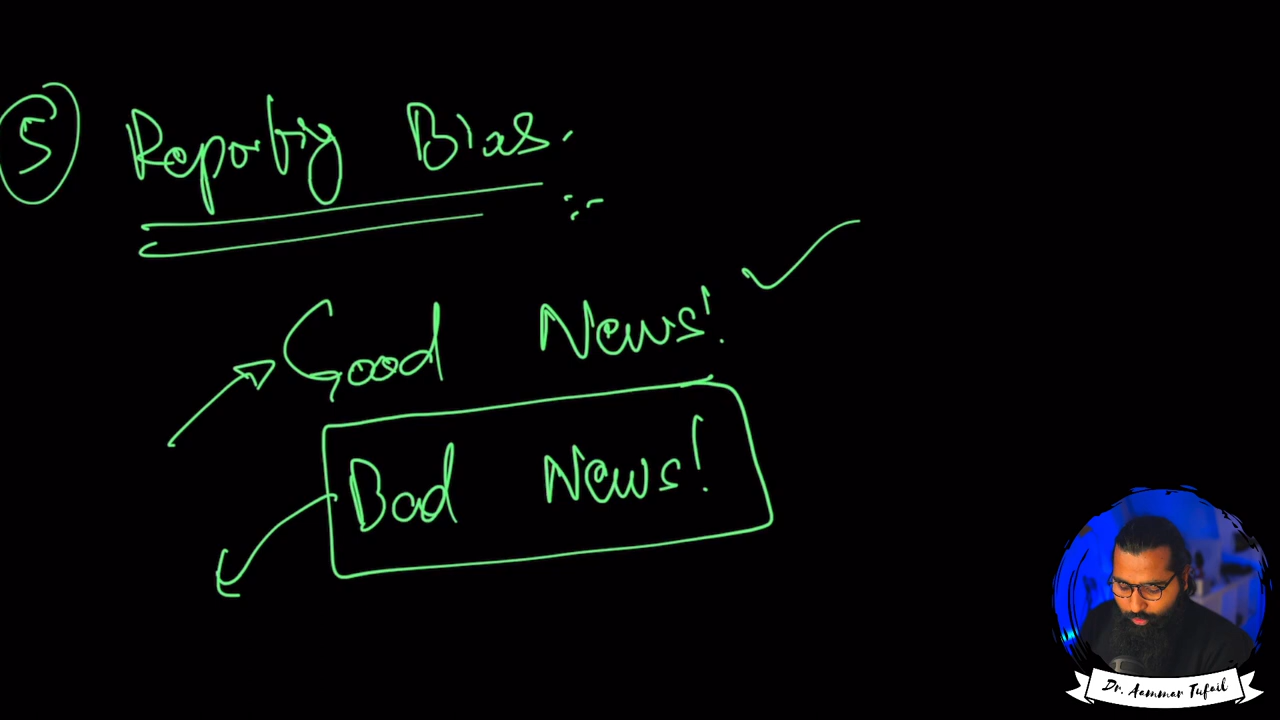 5 Reporting Bias.
:-
Good News!
Bad News!
Dr. Aammar Tufail